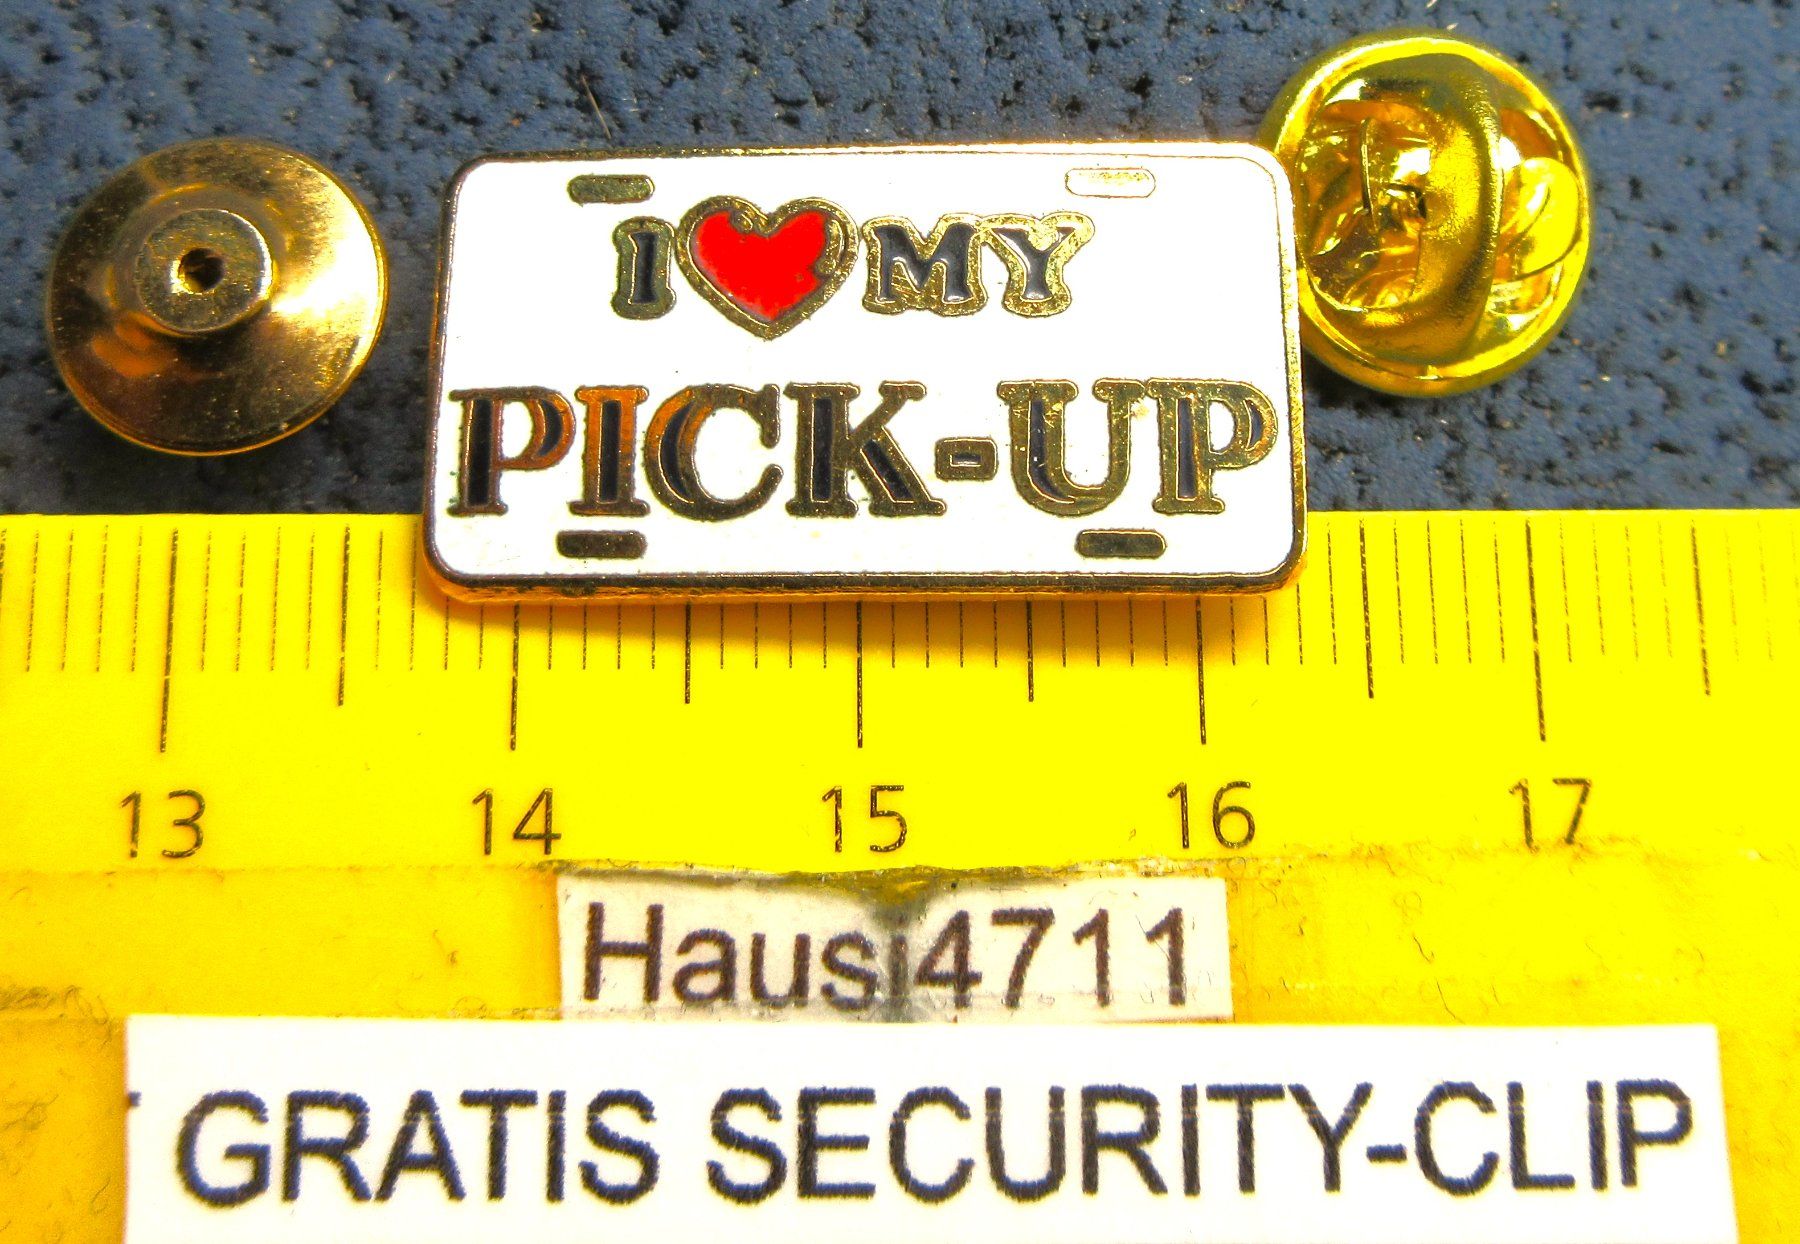 I ❤ MY
PICK-UP
13 14 15 16 17
Hausi4711
GRATIS SECURITY-CLIP